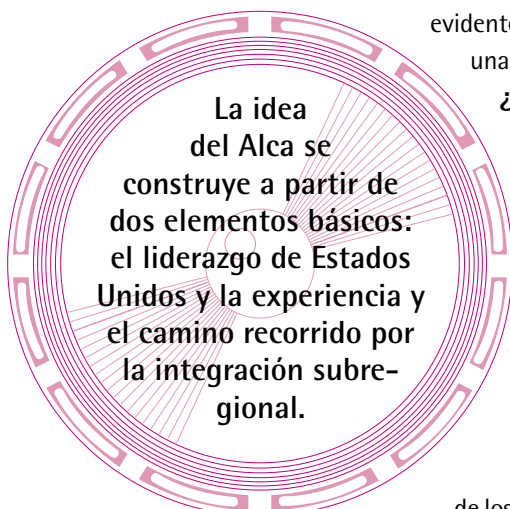 La idea
del Alca se
construye a partir de
dos elementos básicos:
el liderazgo de Estados
Unidos y la experiencia y
el camino recorrido por
la integración subre-
gional.
una
¿
de los